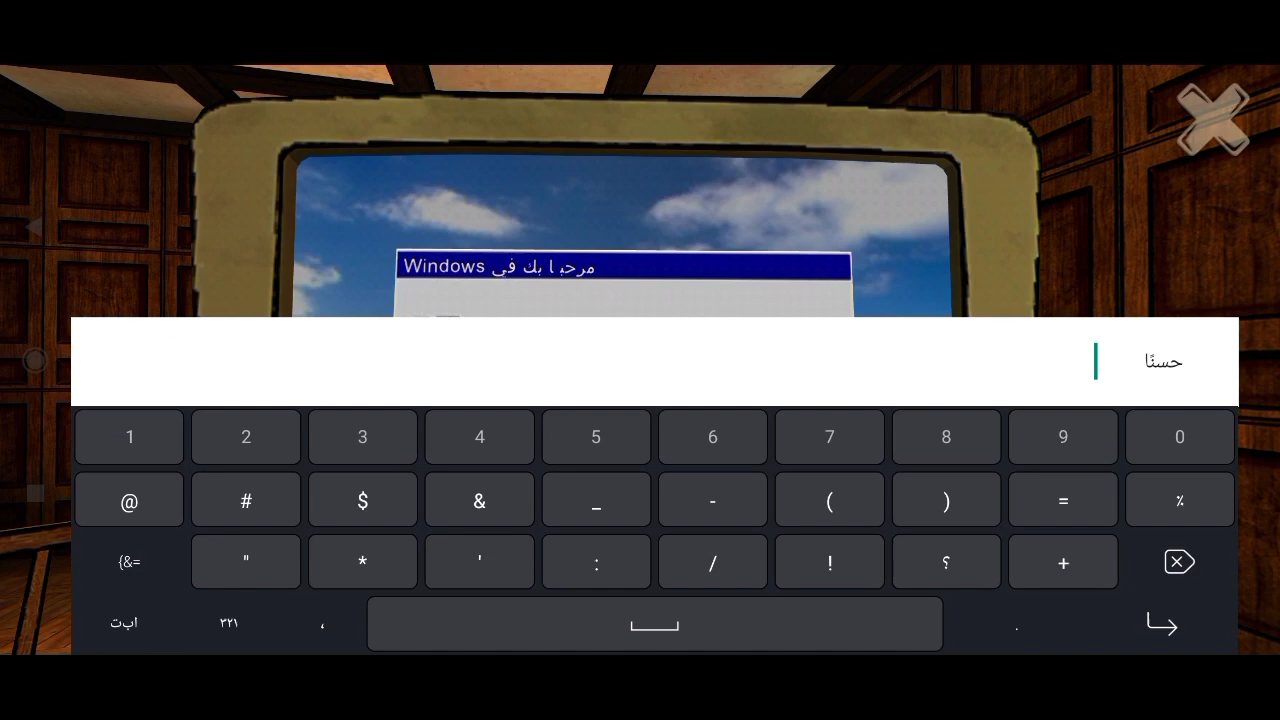 مرحبا بك في Windows
حسنًا
1 2 3 4 5 6 7 8 9 0
@ # $ & _ - ( ) = ٪
{&= " * ' : / ! ؟ +
ابت ٣٢١ ، .